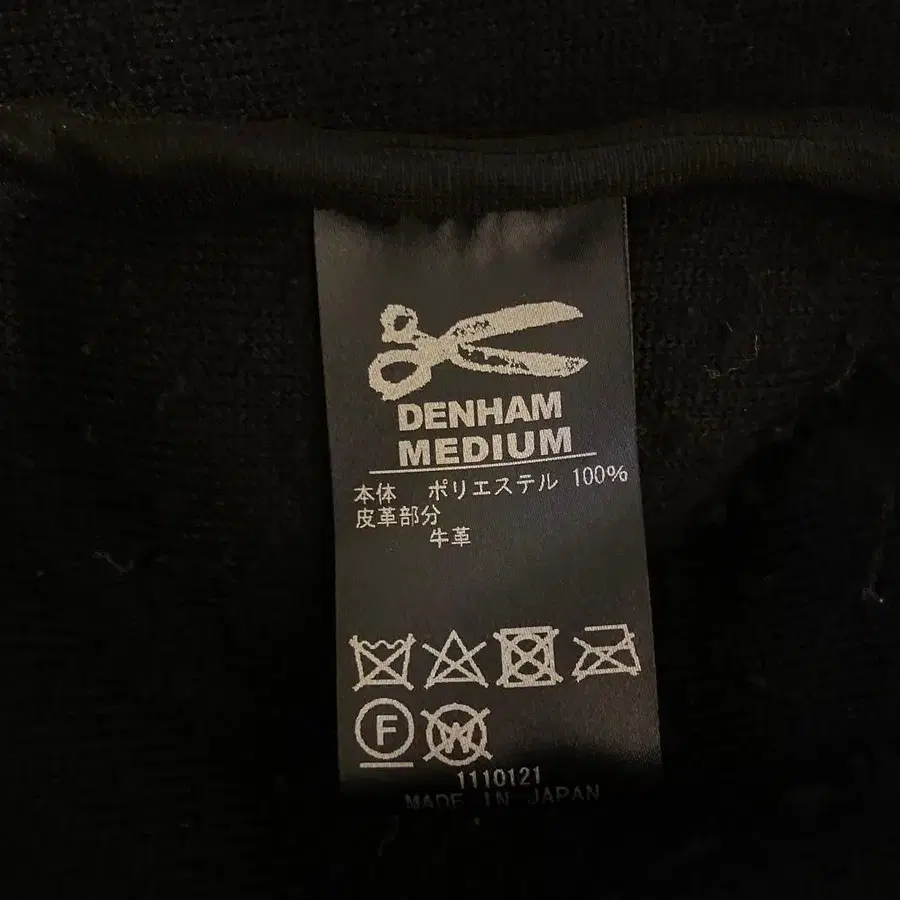 DENHAM
MEDIUM
本体 ポリエステル 100%
皮革部分
牛革
F
W
1110121
MADE IN JAPAN